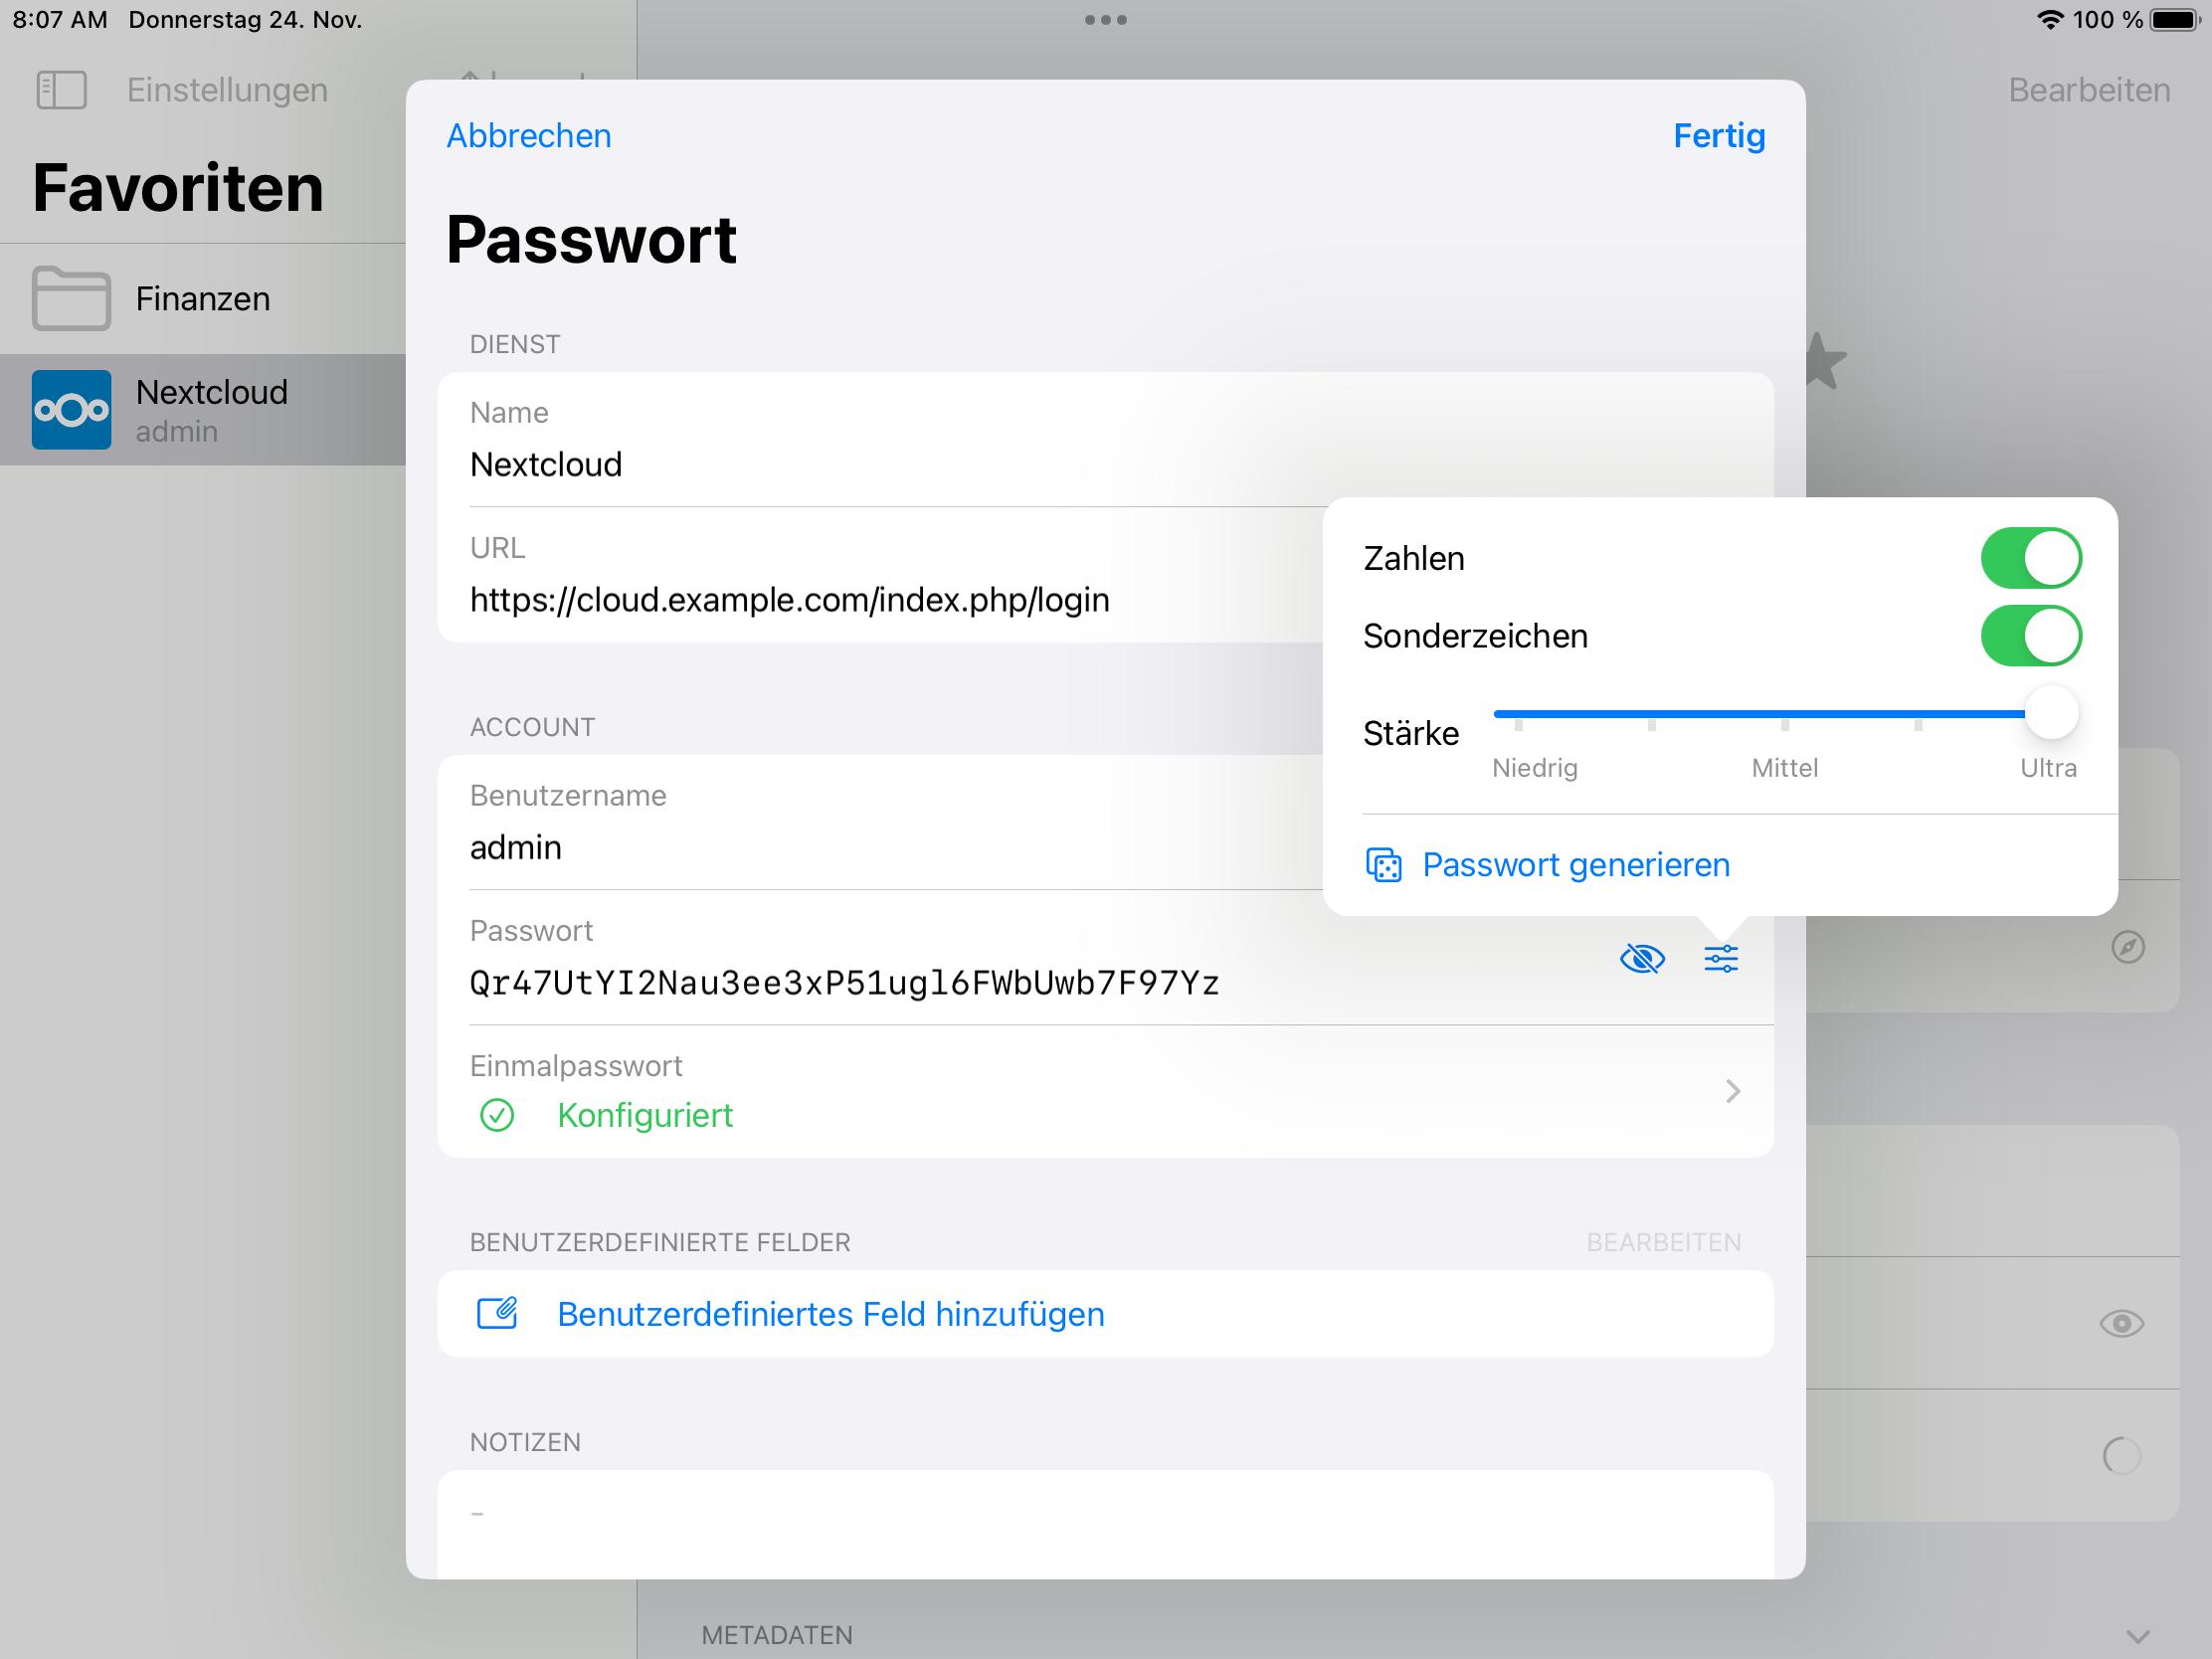 8:07 AM Donnerstag 24. Nov.
100 %
Einstellungen
Bearbeiten
Favoriten
Finanzen
Nextcloud
admin
Abbrechen
Fertig
Passwort
DIENST
Name
Nextcloud
URL
https://cloud.example.com/index.php/login
ACCOUNT
Benutzername
admin
Passwort
Qr47UtYI2Nau3ee3xP51ugl6FWbUwb7F97Yz
Einmalpasswort
Konfiguriert
BENUTZERDEFINIERTE FELDER
BEARBEITEN
Benutzerdefiniertes Feld hinzufügen
NOTIZEN
-
Zahlen
Sonderzeichen
Stärke
Niedrig Mittel Ultra
Passwort generieren
METADATEN